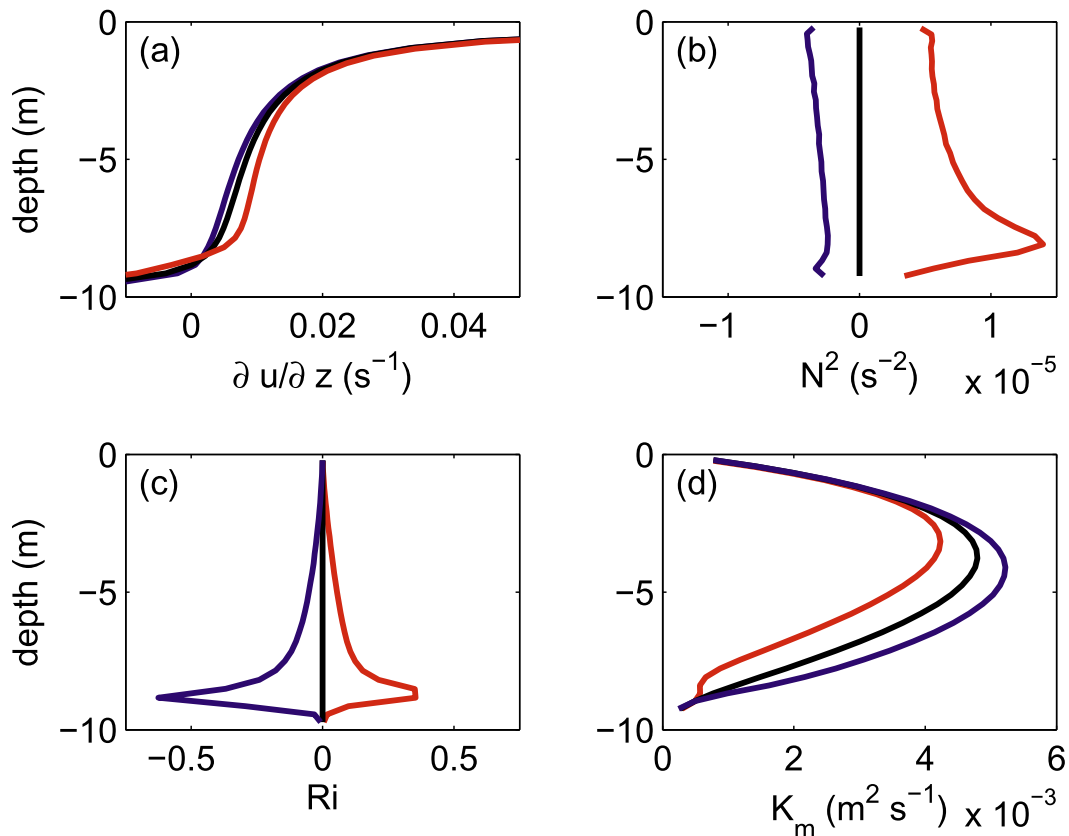 (a)
0
−5
−10
depth (m)
0
0.02
0.04
∂ u/∂ z (s⁻¹)
(b)
0
−5
−10
−1
0
1
N² (s⁻²)
x 10⁻⁵
(c)
0
−5
−10
depth (m)
−0.5
0
0.5
Ri
(d)
0
−5
−10
0
2
4
6
Kₘ (m² s⁻¹)
x 10⁻³